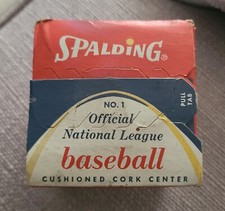 SPALDING®
NO. 1
Official
National League
baseball
CUSHIONED CORK CENTER
PULL
TAB